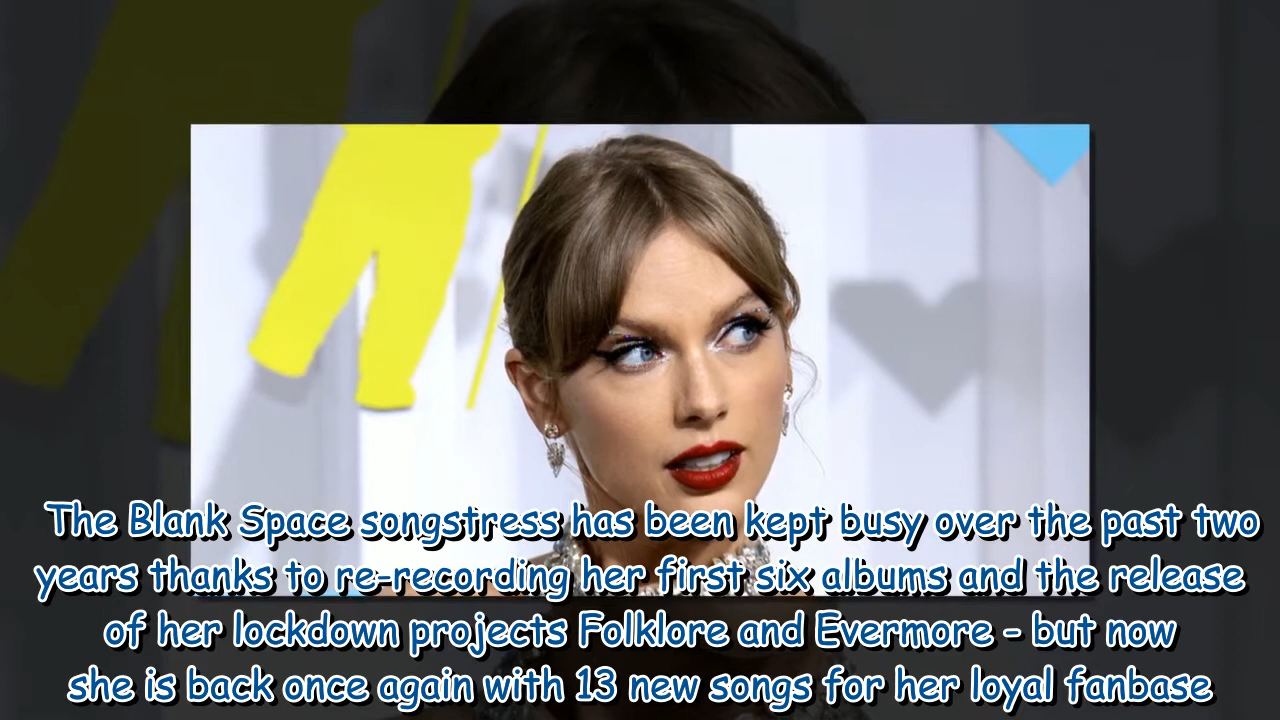 The Blank Space songstress has been kept busy over the past two
years thanks to re-recording her first six albums and the release
of her lockdown projects Folklore and Evermore – but now
she is back once again with 13 new songs for her loyal fanbase